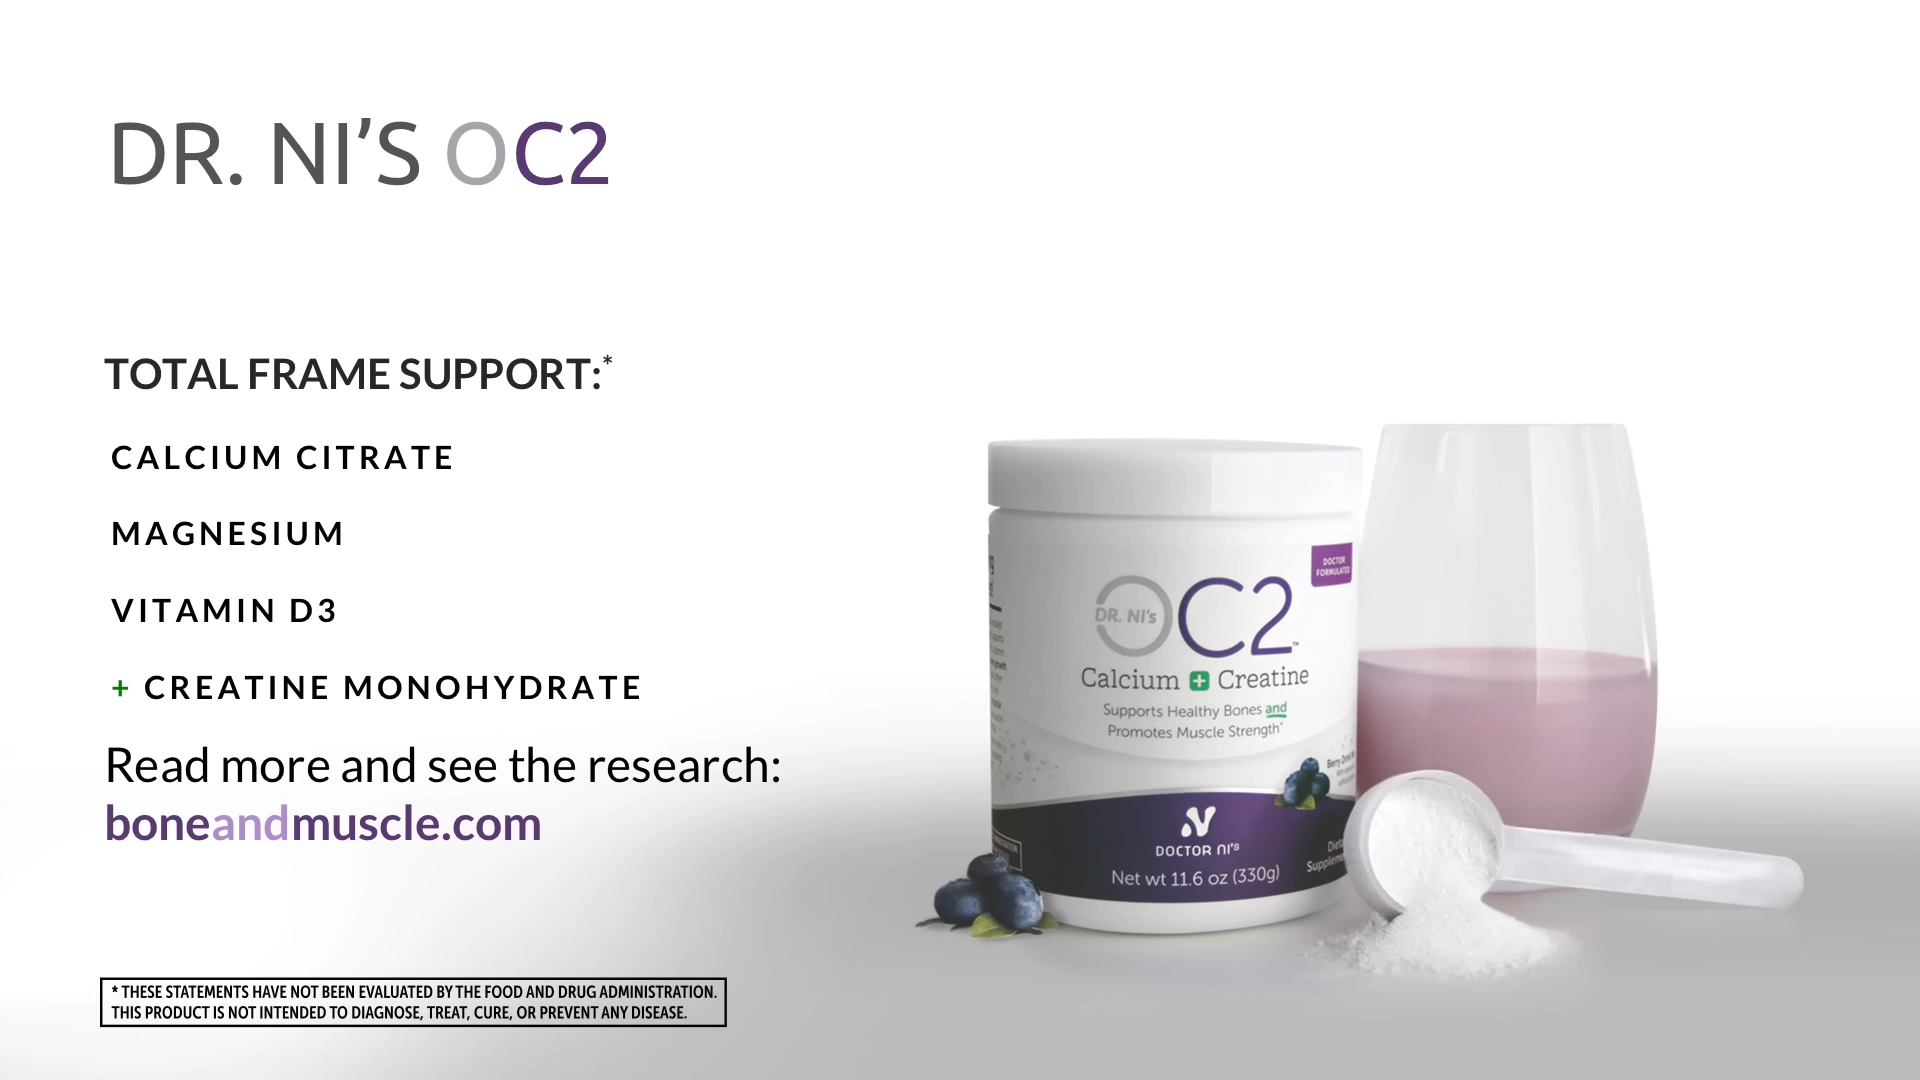 DR. NI'S OC2
TOTAL FRAME SUPPORT:*
CALCIUM CITRATE
MAGNESIUM
VITAMIN D3
+ CREATINE MONOHYDRATE
Read more and see the research:
boneandmuscle.com
* THESE STATEMENTS HAVE NOT BEEN EVALUATED BY THE FOOD AND DRUG ADMINISTRATION.
THIS PRODUCT IS NOT INTENDED TO DIAGNOSE, TREAT, CURE, OR PREVENT ANY DISEASE.
DOCTOR
FORMULATED
DR. NI's
OC2™
Calcium + Creatine
Supports Healthy Bones and
Promotes Muscle Strength*
Berry
DOCTOR NI's
Net wt 11.6 oz (330g)